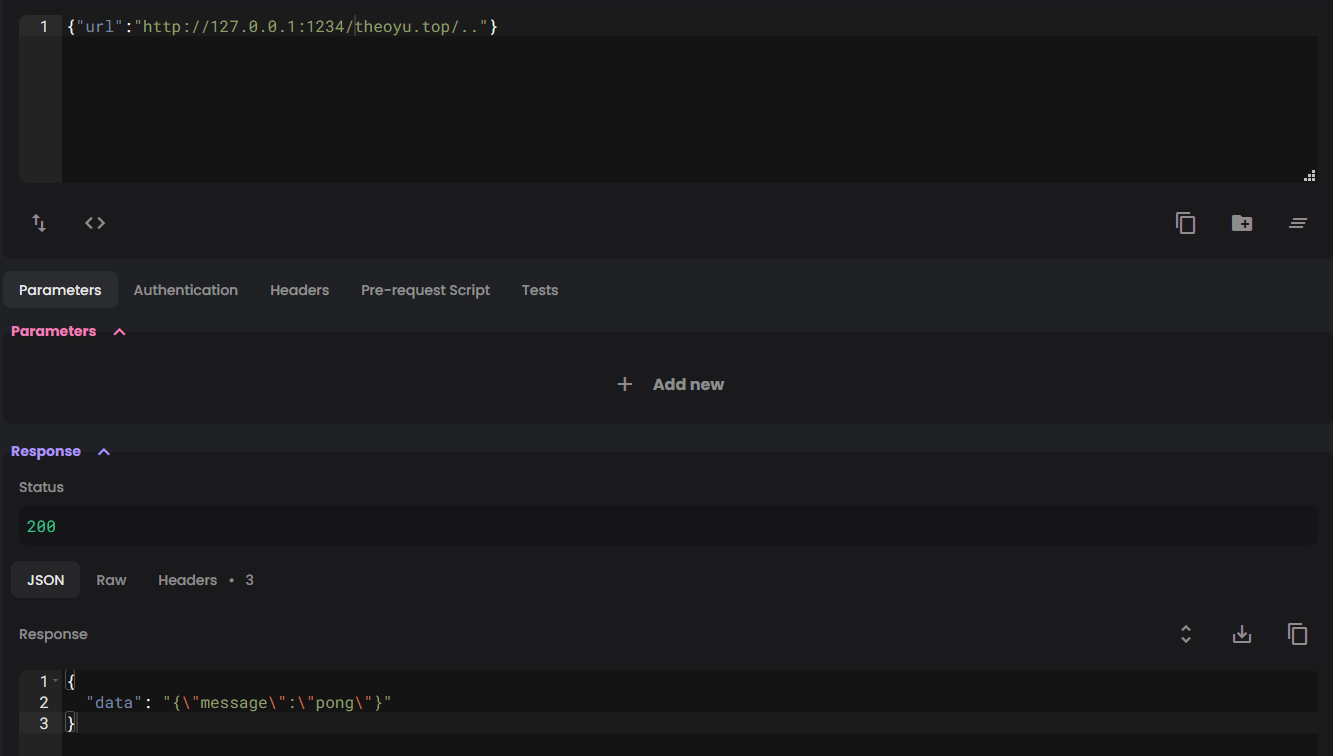 1 {"url":"http://127.0.0.1:1234/theoyu.top/.."}
Parameters Authentication Headers Pre-request Script Tests
Parameters
+ Add new
Response
Status
200
JSON Raw Headers • 3
Response
1 {
2 "data": "{\"message\":\"pong\"}"
3 }